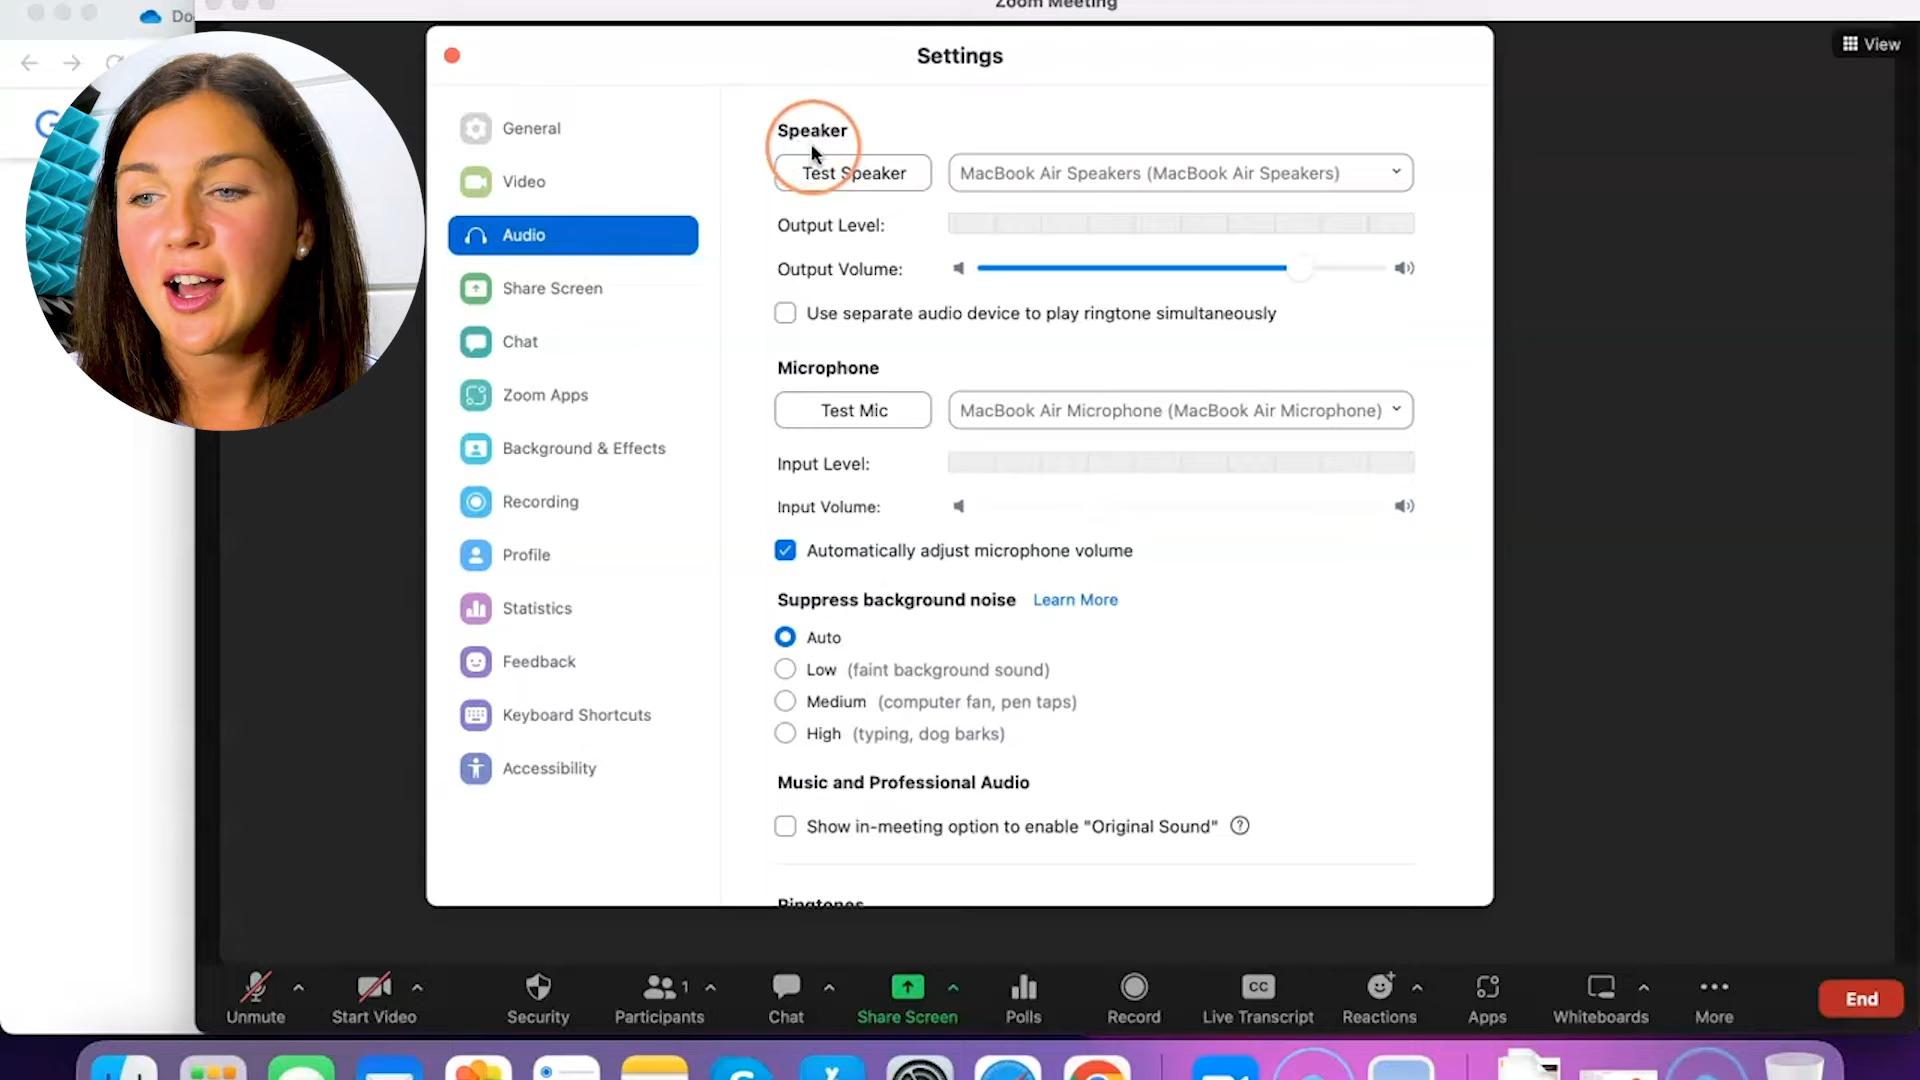 Do
Zoom Meeting
View
Settings
General
Video
Audio
Share Screen
Chat
Zoom Apps
Background & Effects
Recording
Profile
Statistics
Feedback
Keyboard Shortcuts
Accessibility
Speaker
Test Speaker
MacBook Air Speakers (MacBook Air Speakers)
Output Level:
Output Volume:
Use separate audio device to play ringtone simultaneously
Microphone
Test Mic
MacBook Air Microphone (MacBook Air Microphone)
Input Level:
Input Volume:
Automatically adjust microphone volume
Suppress background noise Learn More
Auto
Low (faint background sound)
Medium (computer fan, pen taps)
High (typing, dog barks)
Music and Professional Audio
Show in-meeting option to enable "Original Sound" ?
Ringtones
Unmute
Start Video
Security
1
Participants
Chat
Share Screen
Polls
Record
CC
Live Transcript
Reactions
Apps
Whiteboards
More
End